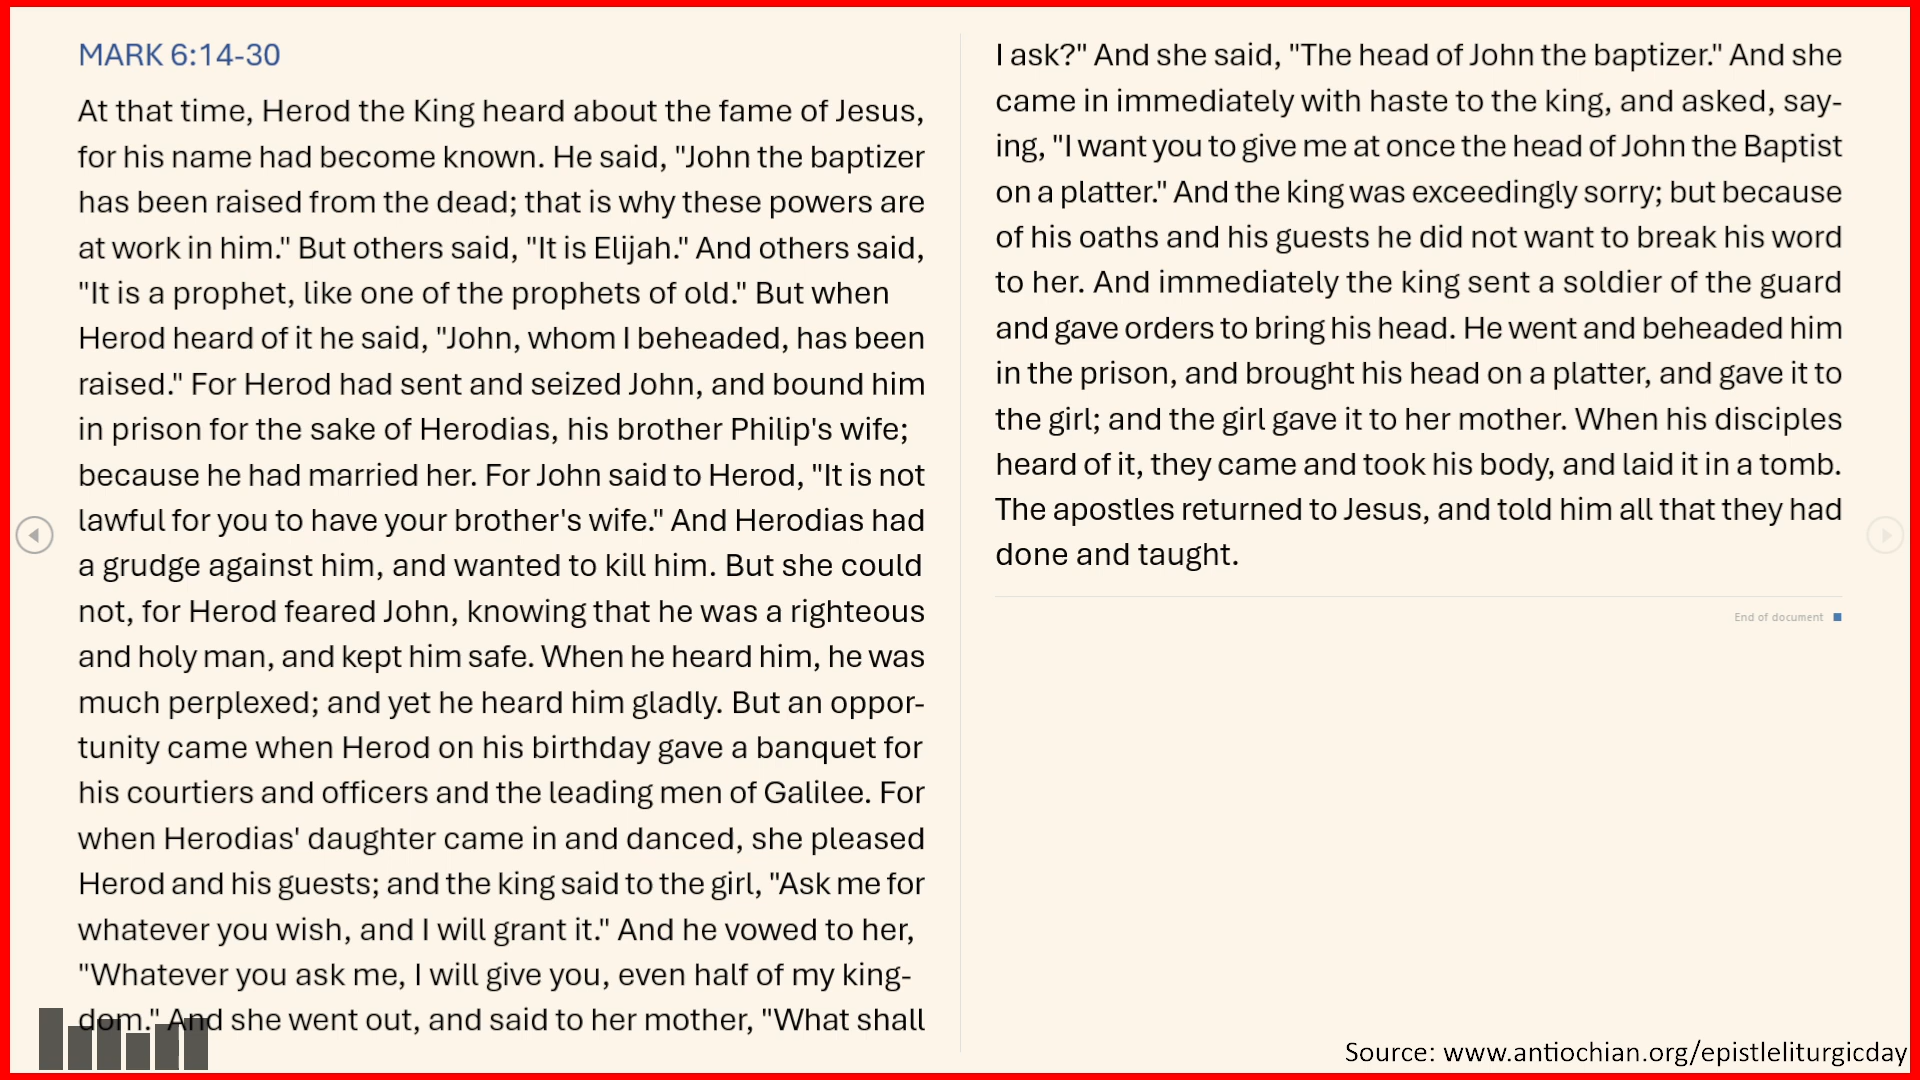 MARK 6:14-30
At that time, Herod the King heard about the fame of Jesus,
for his name had become known. He said, "John the baptizer
has been raised from the dead; that is why these powers are
at work in him." But others said, "It is Elijah." And others said,
"It is a prophet, like one of the prophets of old." But when
Herod heard of it he said, "John, whom I beheaded, has been
raised." For Herod had sent and seized John, and bound him
in prison for the sake of Herodias, his brother Philip's wife;
because he had married her. For John said to Herod, "It is not
lawful for you to have your brother's wife." And Herodias had
a grudge against him, and wanted to kill him. But she could
not, for Herod feared John, knowing that he was a righteous
and holy man, and kept him safe. When he heard him, he was
much perplexed; and yet he heard him gladly. But an oppor-
tunity came when Herod on his birthday gave a banquet for
his courtiers and officers and the leading men of Galilee. For
when Herodias' daughter came in and danced, she pleased
Herod and his guests; and the king said to the girl, "Ask me for
whatever you wish, and I will grant it." And he vowed to her,
"Whatever you ask me, I will give you, even half of my king-
dom." And she went out, and said to her mother, "What shall
I ask?" And she said, "The head of John the baptizer." And she
came in immediately with haste to the king, and asked, say-
ing, "I want you to give me at once the head of John the Baptist
on a platter." And the king was exceedingly sorry; but because
of his oaths and his guests he did not want to break his word
to her. And immediately the king sent a soldier of the guard
and gave orders to bring his head. He went and beheaded him
in the prison, and brought his head on a platter, and gave it to
the girl; and the girl gave it to her mother. When his disciples
heard of it, they came and took his body, and laid it in a tomb.
The apostles returned to Jesus, and told him all that they had
done and taught.
End of document
Source: www.antiochian.org/epistleliturgicday